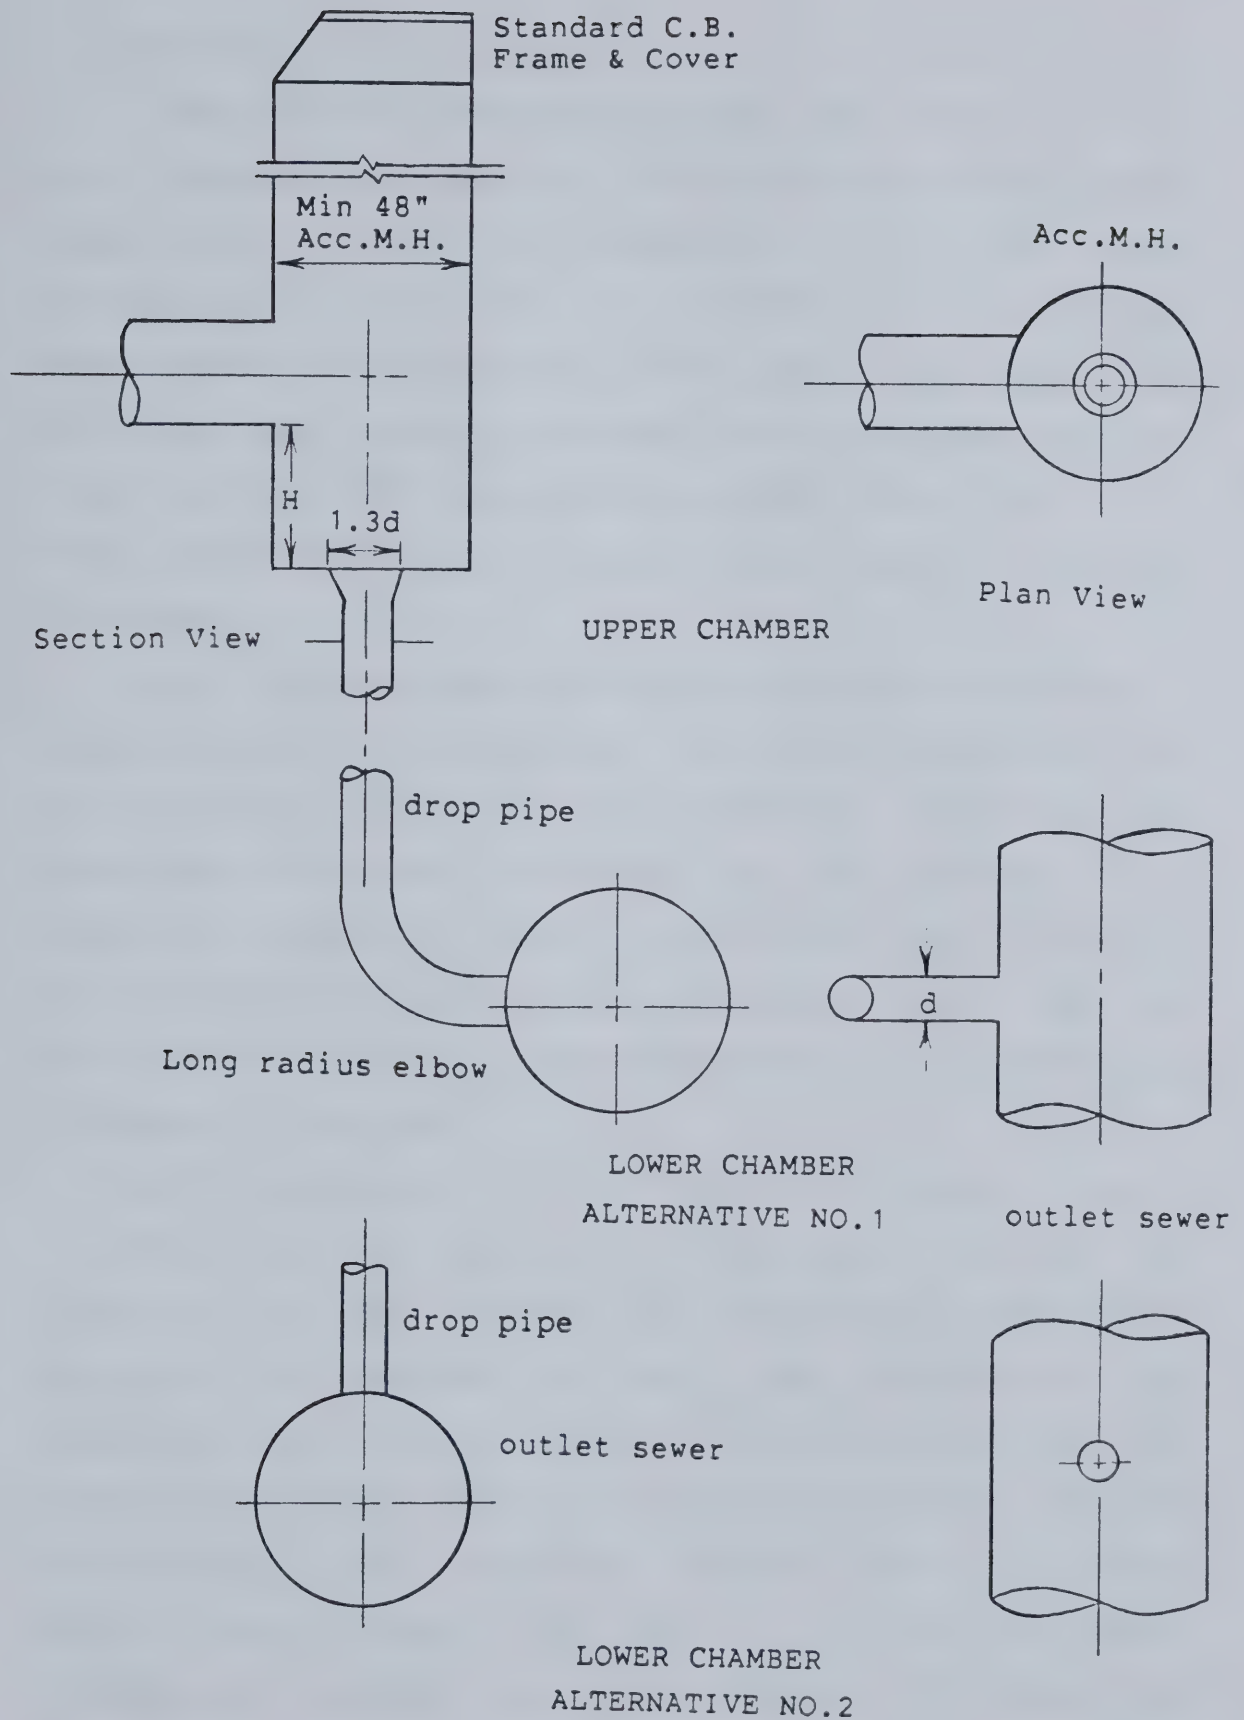 Standard C.B.
Frame & Cover
Min 48"
Acc.M.H.
Acc.M.H.
H
1.3d
Plan View
Section View
UPPER CHAMBER
drop pipe
d
Long radius elbow
LOWER CHAMBER
ALTERNATIVE NO.1
outlet sewer
drop pipe
outlet sewer
LOWER CHAMBER
ALTERNATIVE NO.2